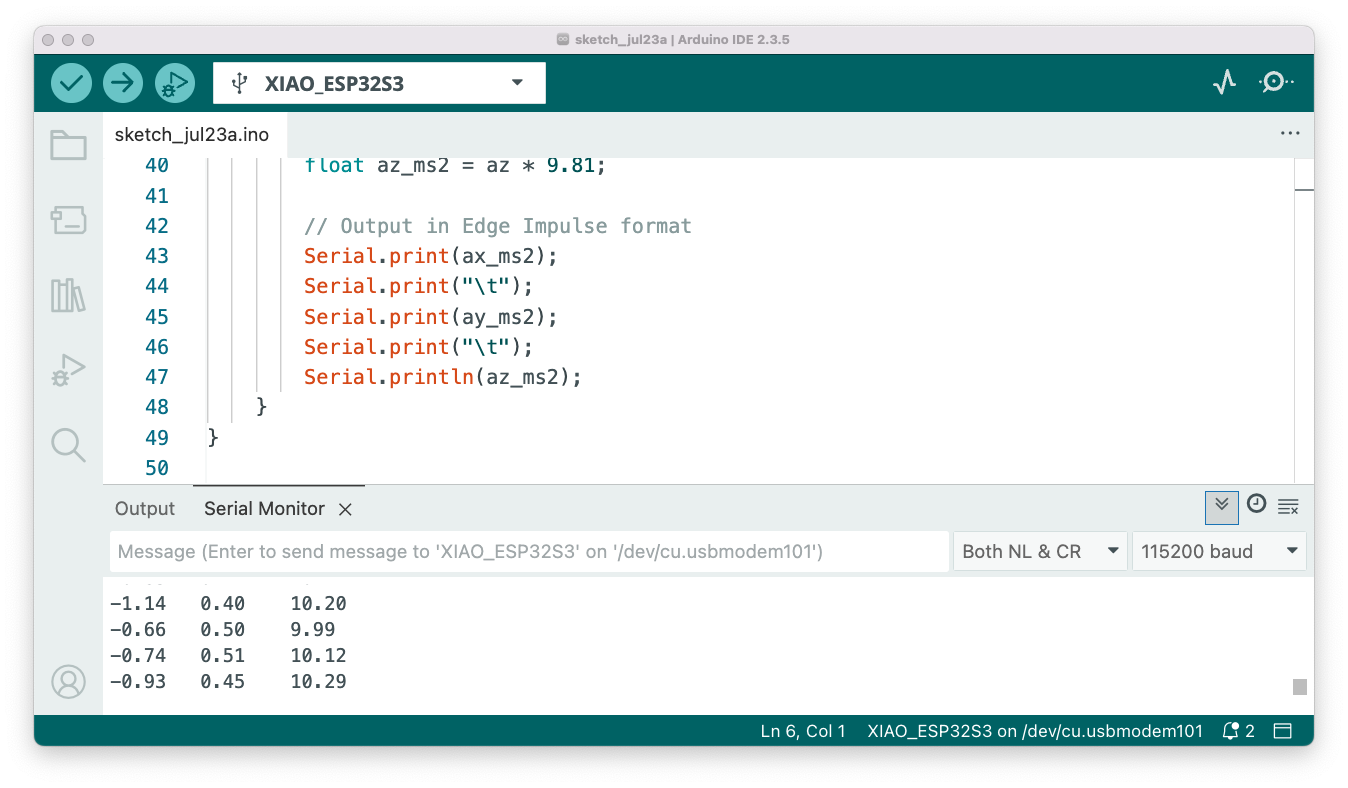 sketch_jul23a | Arduino IDE 2.3.5
XIAO_ESP32S3
sketch_jul23a.ino
40 float az_ms2 = az * 9.81;
41
42 // Output in Edge Impulse format
43 Serial.print(ax_ms2);
44 Serial.print("\t");
45 Serial.print(ay_ms2);
46 Serial.print("\t");
47 Serial.println(az_ms2);
48 }
49 }
50
Output Serial Monitor
Message (Enter to send message to 'XIAO_ESP32S3' on '/dev/cu.usbmodem101') Both NL & CR 115200 baud
-1.14 0.40 10.20
-0.66 0.50 9.99
-0.74 0.51 10.12
-0.93 0.45 10.29
Ln 6, Col 1 XIAO_ESP32S3 on /dev/cu.usbmodem101 2